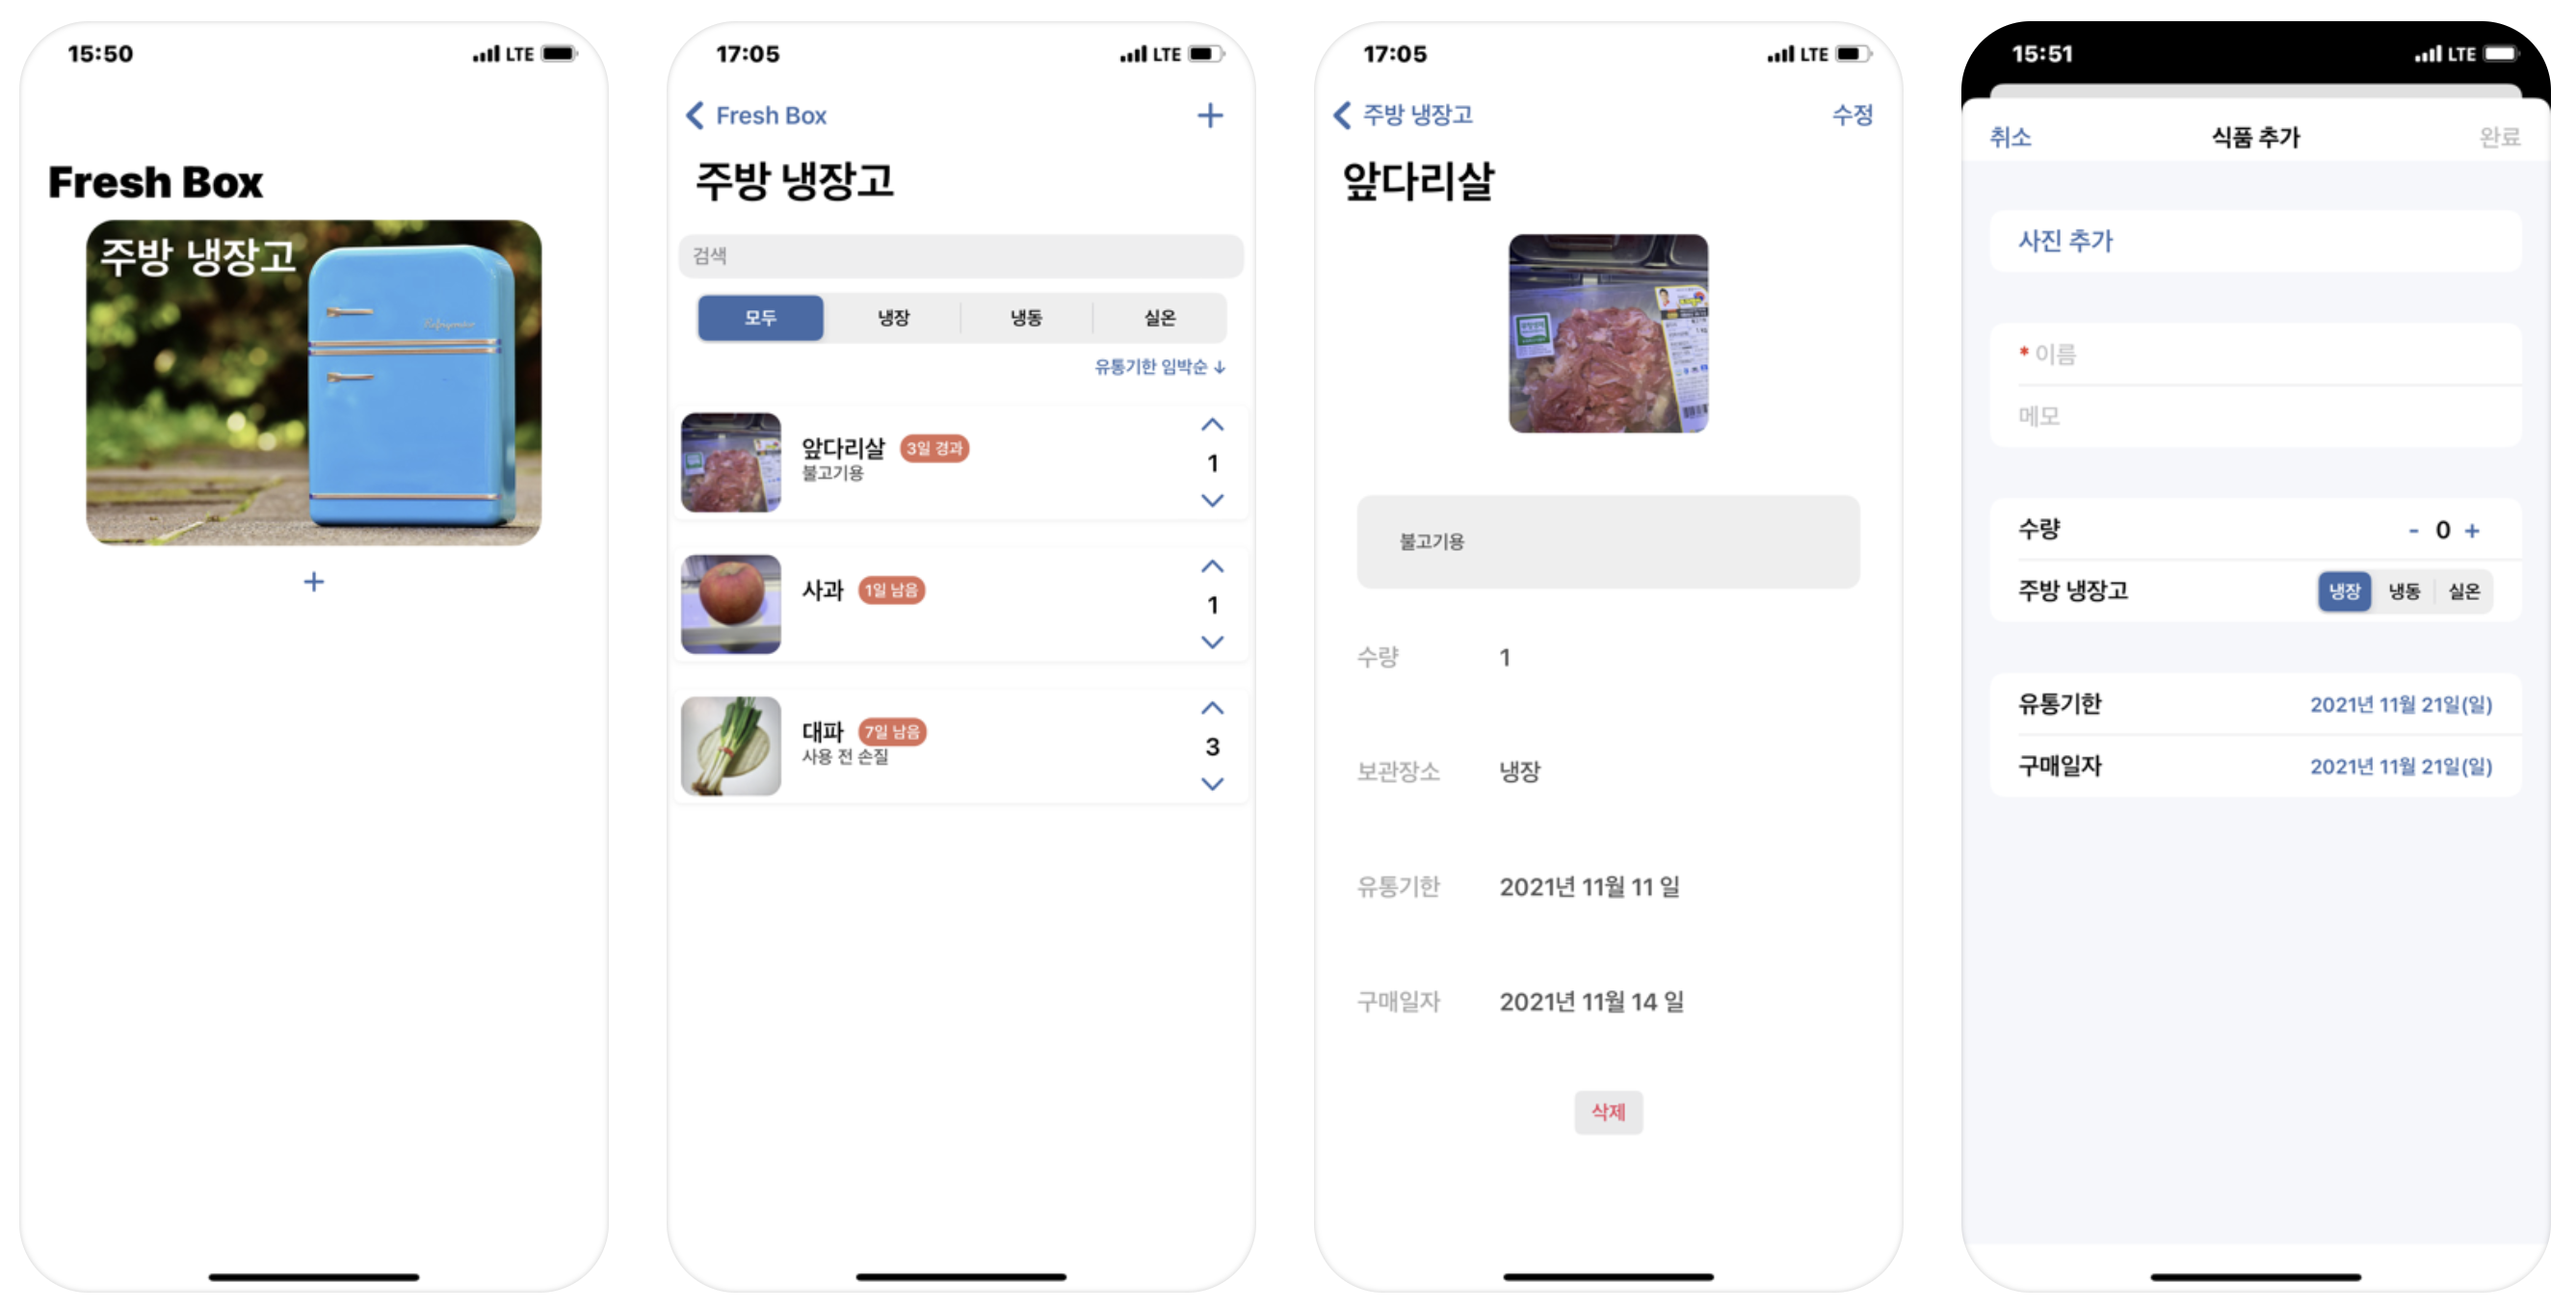 15:50
LTE
Fresh Box
주방 냉장고
Refrigerator
+
17:05
LTE
Fresh Box
+
주방 냉장고
검색
모두 냉장 냉동 실온
유통기한 임박순 ↓
앞다리살 3일 경과
불고기용
1
사과 1일 남음
1
대파 7일 남음
사용 전 손질
3
17:05
LTE
주방 냉장고
수정
앞다리살
불고기용
수량 1
보관장소 냉장
유통기한 2021년 11월 11 일
구매일자 2021년 11월 14 일
삭제
15:51
LTE
취소 식품 추가 완료
사진 추가
* 이름
메모
수량 - 0 +
주방 냉장고 냉장 냉동 실온
유통기한 2021년 11월 21일(일)
구매일자 2021년 11월 21일(일)